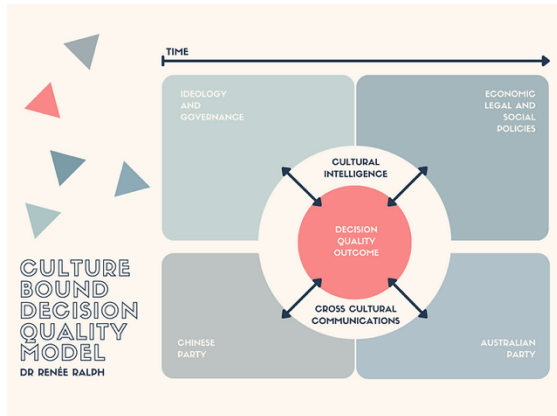 TIME
IDEOLOGY
AND
GOVERNANCE
ECONOMIC
LEGAL AND
SOCIAL
POLICIES
CULTURAL
INTELLIGENCE
DECISION
QUALITY
OUTCOME
CROSS CULTURAL
COMMUNICATIONS
CHINESE
PARTY
AUSTRALIAN
PARTY
CULTURE
BOUND
DECISION
QUALITY
MODEL
DR RENÉE RALPH